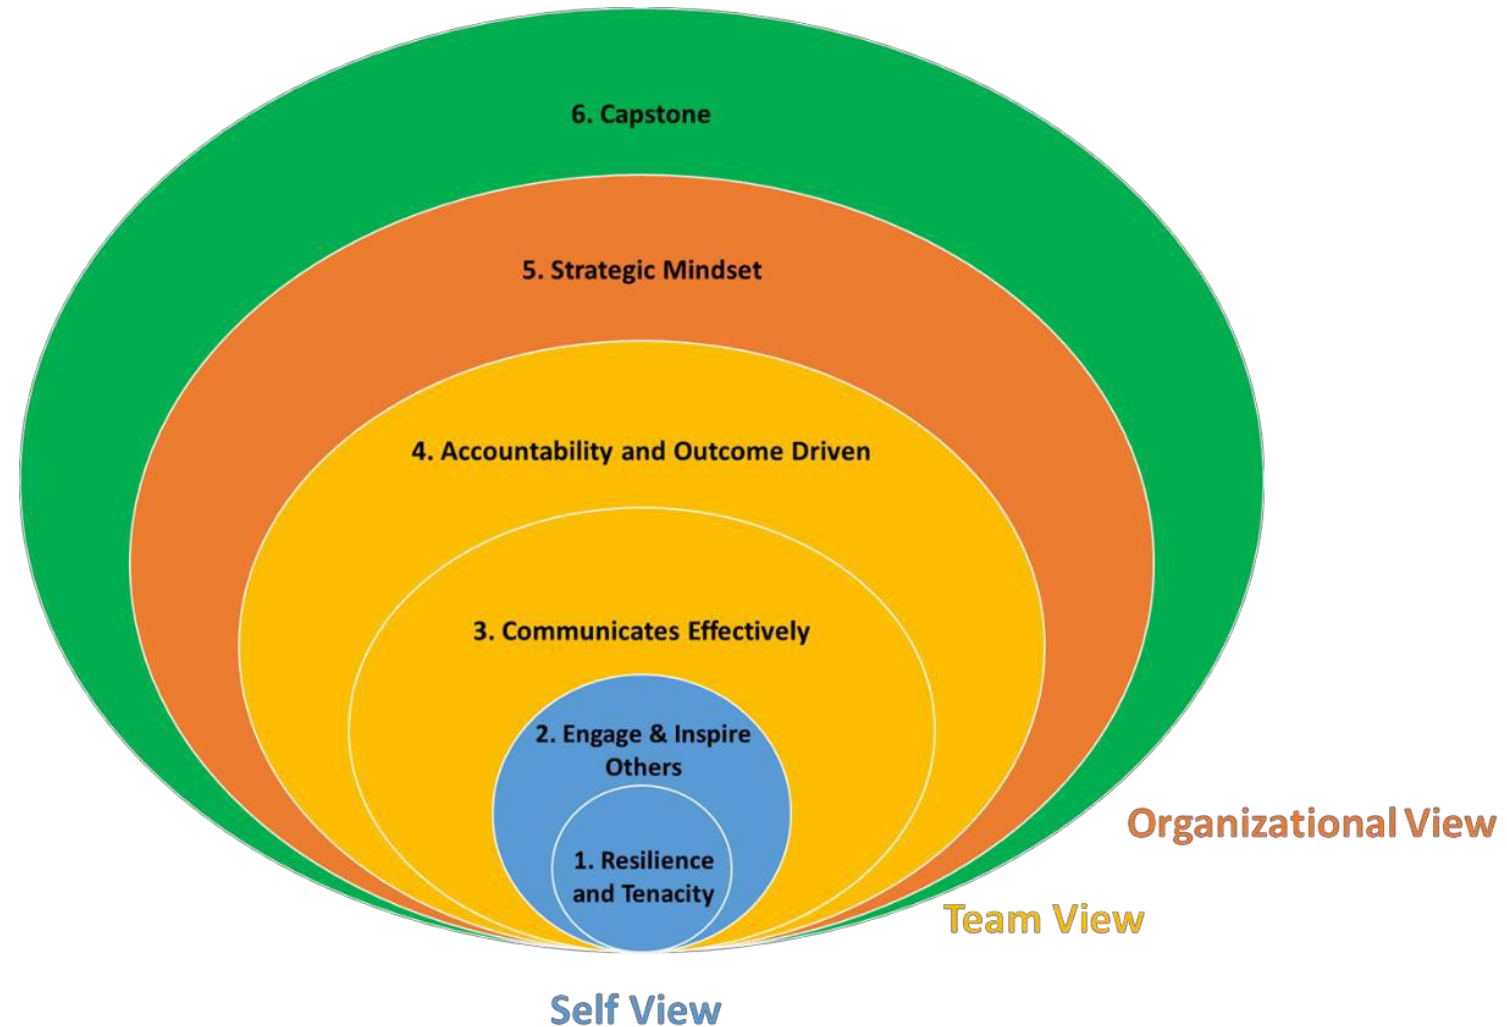 6. Capstone
5. Strategic Mindset
4. Accountability and Outcome Driven
3. Communicates Effectively
2. Engage & Inspire
Others
1. Resilience
and Tenacity
Organizational View
Team View
Self View